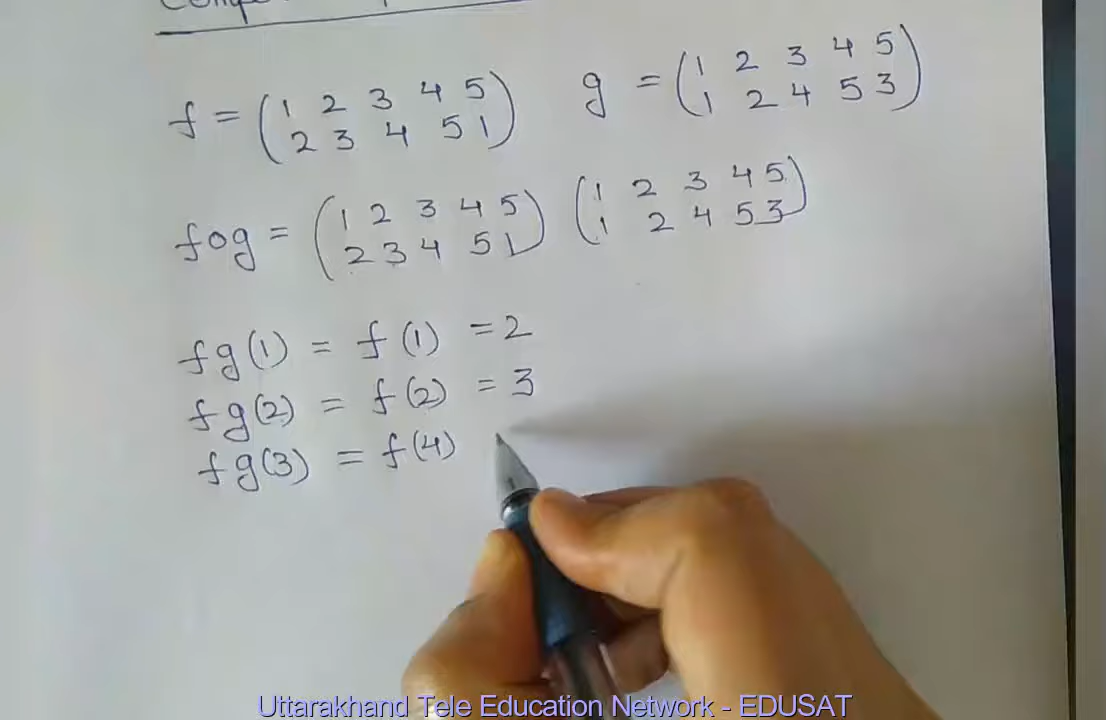 f = (1 2 3 4 5 g = (1 2 3 4 5
2 3 4 5 1) 1 2 4 5 3)
fog = (1 2 3 4 5) (1 2 3 4 5)
2 3 4 5 1 1 2 4 5 3
fg(1) = f(1) = 2
fg(2) = f(2) = 3
fg(3) = f(4)
Uttarakhand Tele Education Network - EDUSAT